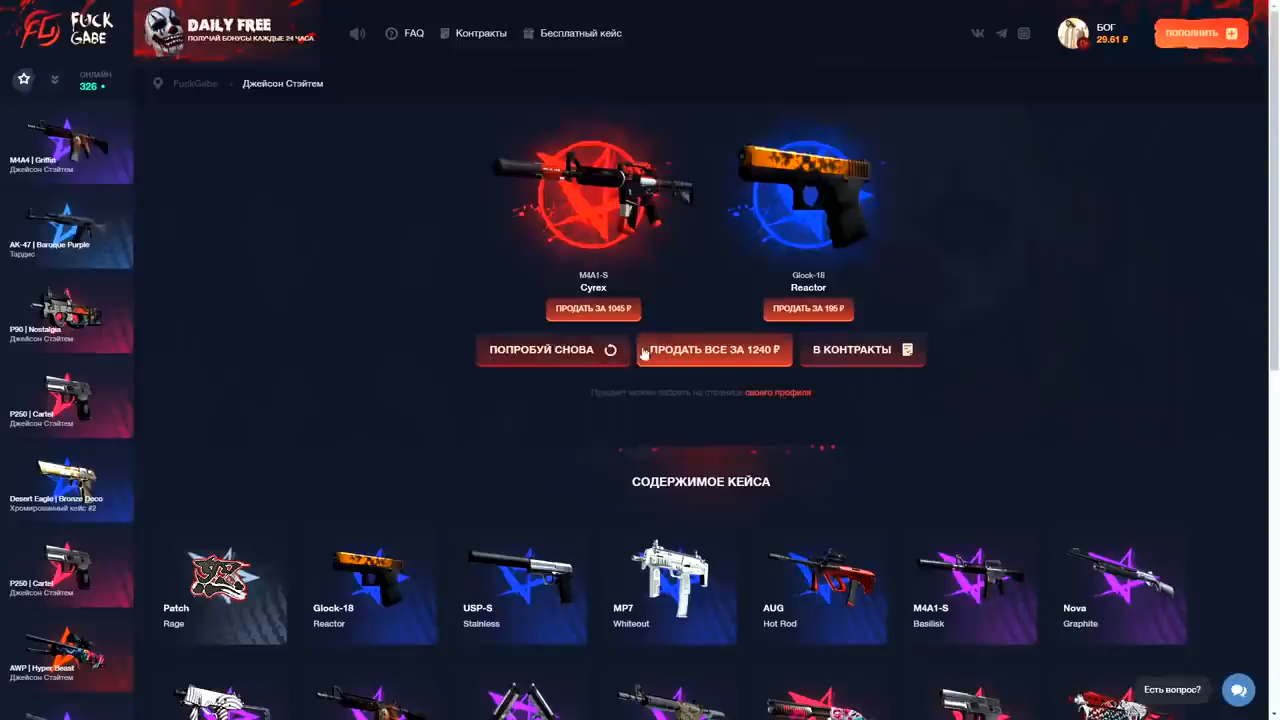 FUCK
GABE
DAILY FREE
ПОЛУЧАЙ БОНУСЫ КАЖДЫЕ 24 ЧАСА
FAQ
Контракты
Бесплатный кейс
БОГ
29.61 ₽
ПОПОЛНИТЬ
ОНЛАЙН
326
FuckGabe
Джейсон Стэйтем
M4A4 | Griffin
Джейсон Стэйтем
AK-47 | Baroque Purple
Тардис
P90 | Nostalgia
Джейсон Стэйтем
P250 | Cartel
Джейсон Стэйтем
Desert Eagle | Bronze Deco
Хромированный кейс #2
P250 | Cartel
Джейсон Стэйтем
AWP | Hyper Beast
Джейсон Стэйтем
M4A1-S
Cyrex
ПРОДАТЬ ЗА 1045 ₽
Glock-18
Reactor
ПРОДАТЬ ЗА 195 ₽
ПОПРОБУЙ СНОВА
ПРОДАТЬ ВСЕ ЗА 1240 ₽
В КОНТРАКТЫ
Предмет можно забрать на странице своего профиля
СОДЕРЖИМОЕ КЕЙСА
Patch
Rage
Glock-18
Reactor
USP-S
Stainless
MP7
Whiteout
AUG
Hot Rod
M4A1-S
Basilisk
Nova
Graphite
Есть вопрос?